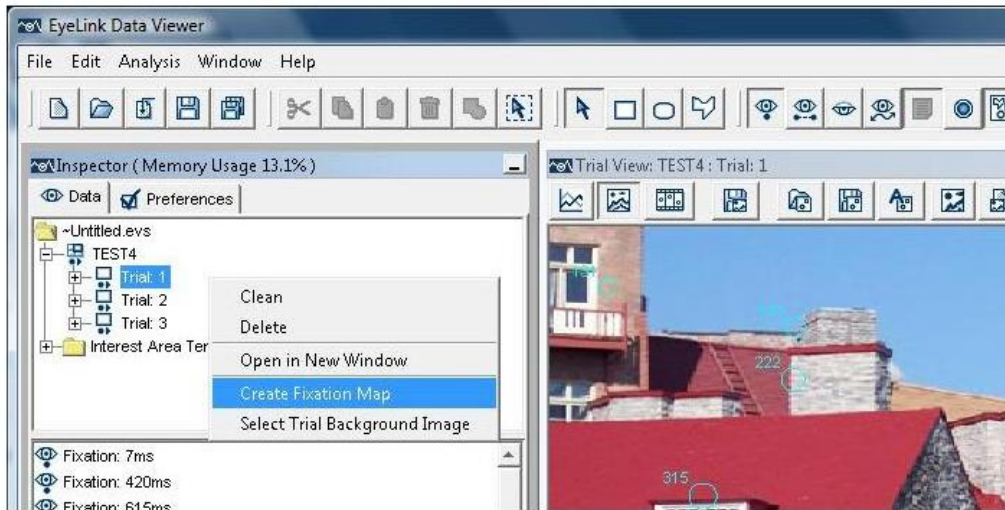 EyeLink Data Viewer
File Edit Analysis Window Help
Inspector ( Memory Usage 13.1% )
Data Preferences
~Untitled.evs
TEST4
Trial: 1
Trial: 2
Trial: 3
Interest Area Ter
Clean
Delete
Open in New Window
Create Fixation Map
Select Trial Background Image
Fixation: 7ms
Fixation: 420ms
Fixation: 615ms
Trial View: TEST4 : Trial: 1
222
315